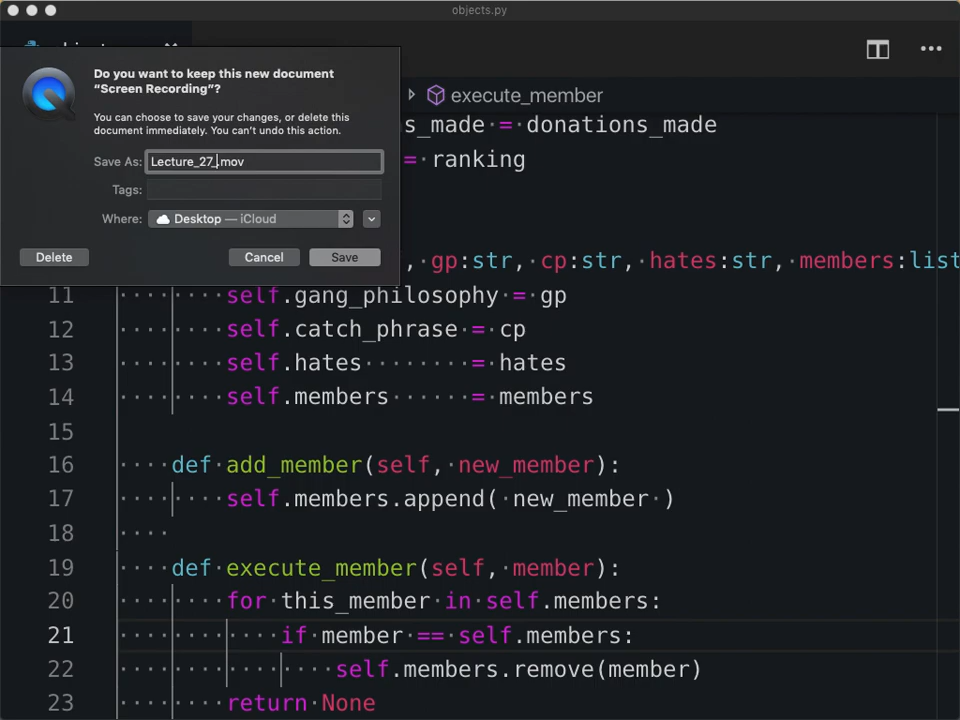 objects.py
Do you want to keep this new document
“Screen Recording”?
You can choose to save your changes, or delete this
document immediately. You can’t undo this action.
Save As: Lecture_27_.mov
Tags:
Where: Desktop — iCloud
Delete Cancel Save
execute_member
s_made = donations_made
= ranking
, gp:str, cp:str, hates:str, members:list
11 self.gang_philosophy = gp
12 self.catch_phrase = cp
13 self.hates········=·hates
14 self.members······=·members
15
16 ····def·add_member(self,·new_member):
17 ········self.members.append(·new_member·)
18 ····
19 ····def·execute_member(self,·member):
20 ········for·this_member·in·self.members:
21 ············if·member·==·self.members:
22 ················self.members.remove(member)
23 ········return·None